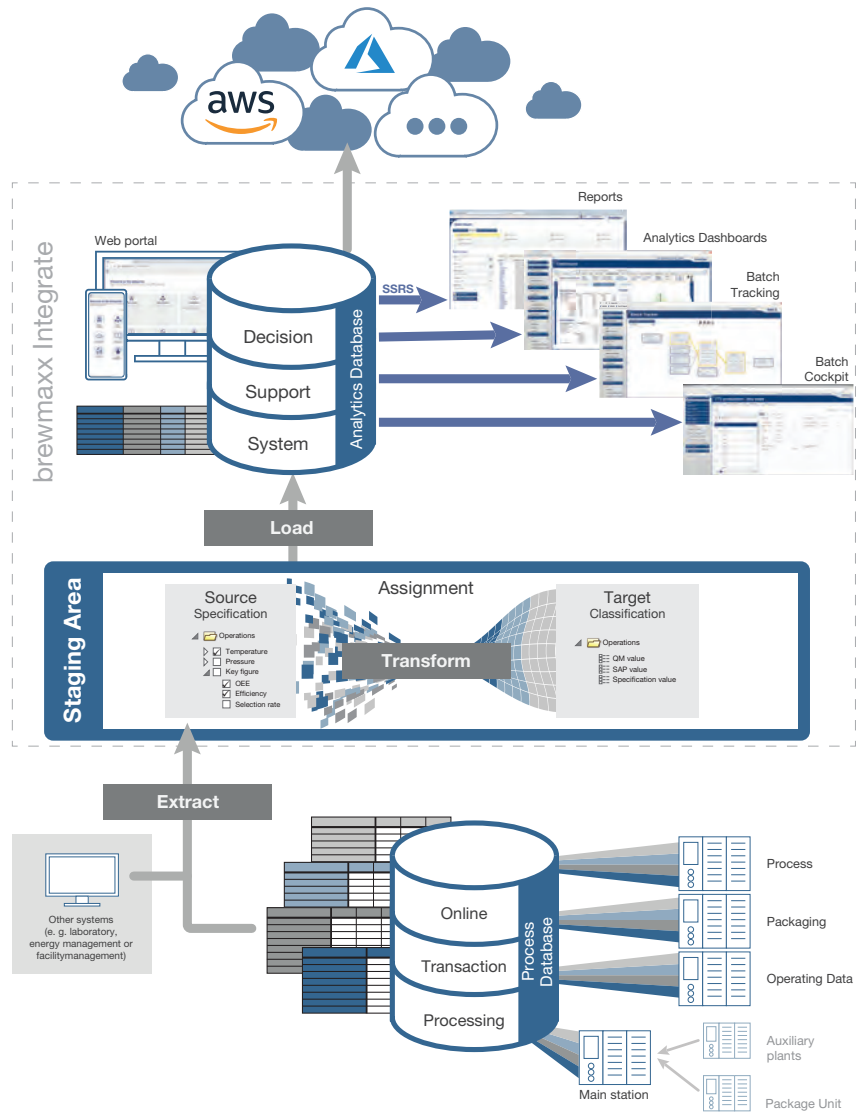 aws
brewmaxx Integrate
Web portal
Reports
Analytics Dashboards
Batch
Tracking
Batch
Cockpit
SSRS
Decision
Support
System
Analytics Database
Load
Staging Area
Source
Specification
Operations
Temperature
Pressure
Key figure
OEE
Efficiency
Selection rate
Assignment
Transform
Target
Classification
Operations
QM value
SAP value
Specification value
Extract
Other systems
(e. g. laboratory,
energy management or
facilitymanagement)
Online
Transaction
Processing
Process
Database
Process
Packaging
Operating Data
Main station
Auxiliary
plants
Package Unit